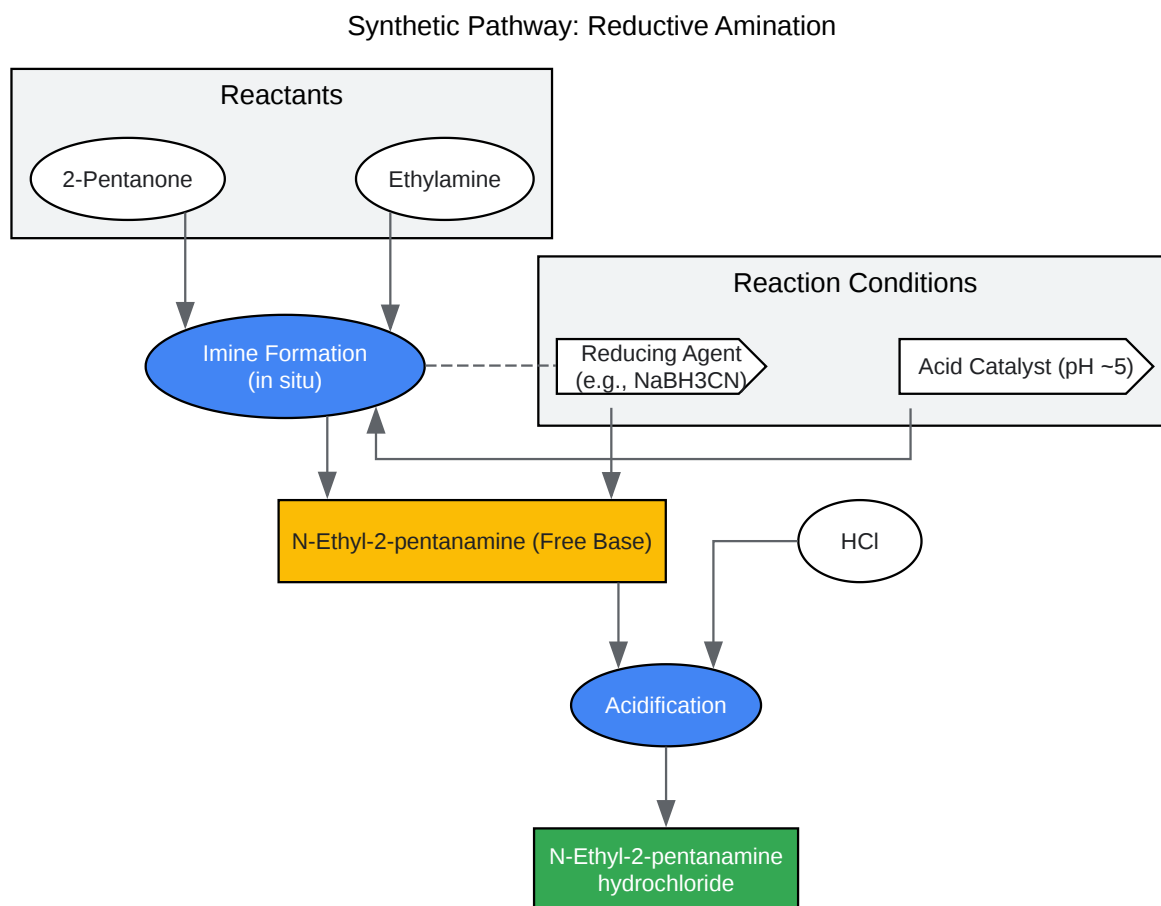 Synthetic Pathway: Reductive Amination
Reactants
2-Pentanone
Ethylamine
Reaction Conditions
Imine Formation
(in situ)
Reducing Agent
(e.g., NaBH3CN)
Acid Catalyst (pH ~5)
N-Ethyl-2-pentanamine (Free Base)
HCl
Acidification
N-Ethyl-2-pentanamine
hydrochloride